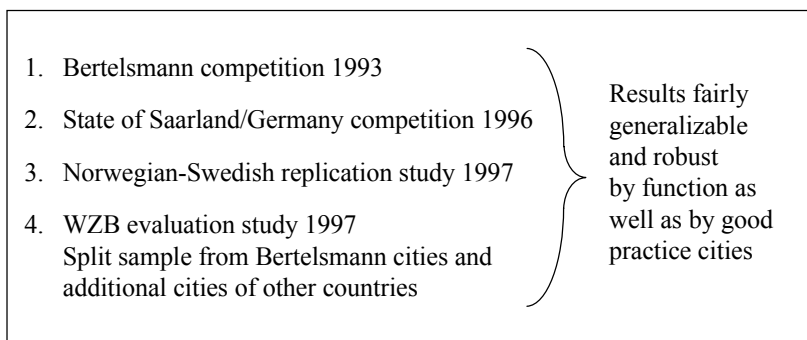 1. Bertelsmann competition 1993
2. State of Saarland/Germany competition 1996
3. Norwegian-Swedish replication study 1997
4. WZB evaluation study 1997
Split sample from Bertelsmann cities and
additional cities of other countries
Results fairly
generalizable
and robust
by function as
well as by good
practice cities